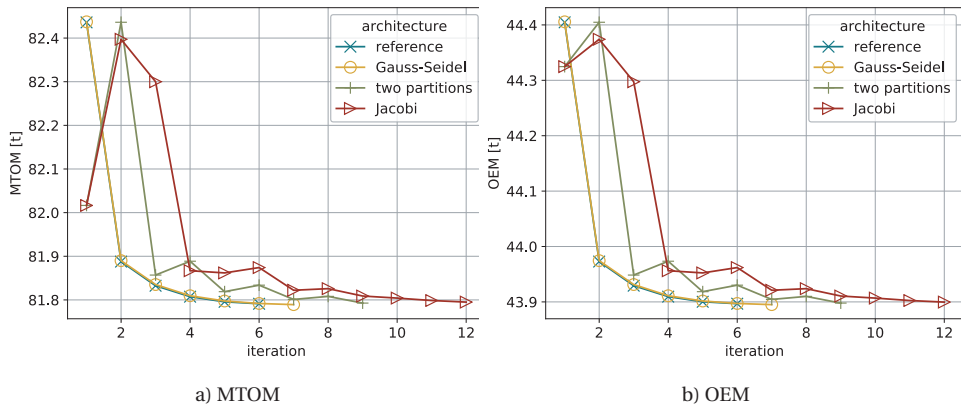 architecture
reference
Gauss-Seidel
two partitions
Jacobi
82.4
82.3
82.2
82.1
82.0
81.9
81.8
MTOM [t]
2 4 6 8 10 12
iteration
a) MTOM
architecture
reference
Gauss-Seidel
two partitions
Jacobi
44.4
44.3
44.2
44.1
44.0
43.9
OEM [t]
2 4 6 8 10 12
iteration
b) OEM